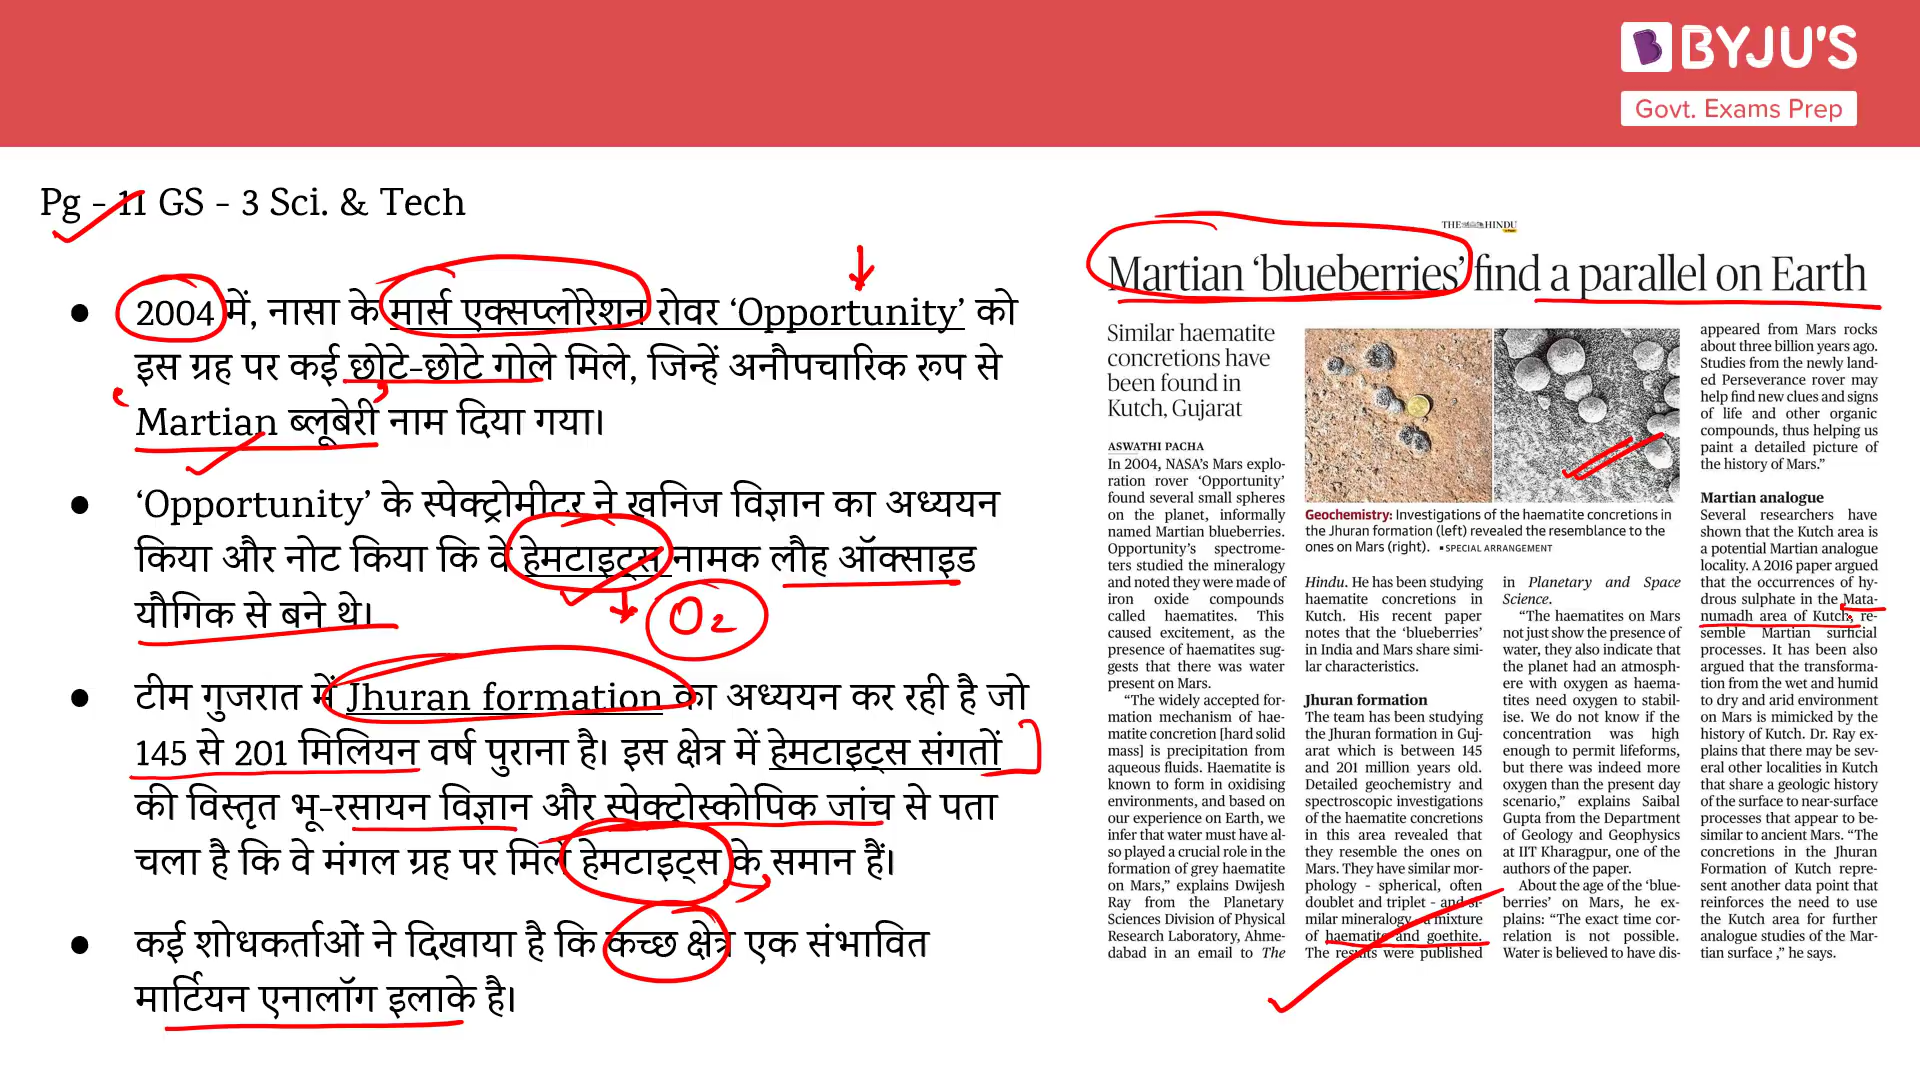 BYJU'S
Govt. Exams Prep
Pg - 11 GS - 3 Sci. & Tech
● 2004 में, नासा के मार्स एक्सप्लोरेशन रोवर ‘Opportunity’ को
इस ग्रह पर कई छोटे-छोटे गोले मिले, जिन्हें अनौपचारिक रूप से
Martian ब्लूबेरी नाम दिया गया।
● ‘Opportunity’ के स्पेक्ट्रोमीटर ने खनिज विज्ञान का अध्ययन
किया और नोट किया कि वे हेमटाइट्स नामक लौह ऑक्साइड
यौगिक से बने थे।
O₂
● टीम गुजरात में Jhuran formation का अध्ययन कर रही है जो
145 से 201 मिलियन वर्ष पुराना है। इस क्षेत्र में हेमटाइट्स संगतों
की विस्तृत भू-रसायन विज्ञान और स्पेक्ट्रोस्कोपिक जांच से पता
चला है कि वे मंगल ग्रह पर मिले हेमटाइट्स के समान हैं।
● कई शोधकर्ताओं ने दिखाया है कि कच्छ क्षेत्र एक संभावित
मार्टियन एनालॉग इलाके है।
THE HINDU
Martian ‘blueberries’ find a parallel on Earth
Similar haematite
concretions have
been found in
Kutch, Gujarat
ASWATHI PACHA
In 2004, NASA’s Mars explo-
ration rover ‘Opportunity’
found several small spheres
on the planet, informally
named Martian blueberries.
Opportunity’s spectrome-
ters studied the mineralogy
and noted they were made of
iron oxide compounds
called haematites. This
caused excitement, as the
presence of haematites sug-
gests that there was water
present on Mars.
“The widely accepted for-
mation mechanism of hae-
matite concretion [hard solid
mass] is precipitation from
aqueous fluids. Haematite is
known to form in oxidising
environments, and based on
our experience on Earth, we
infer that water must have al-
so played a crucial role in the
formation of grey haematite
on Mars,” explains Dwijesh
Ray from the Planetary
Sciences Division of Physical
Research Laboratory, Ahme-
dabad in an email to The
Geochemistry: Investigations of the haematite concretions in
the Jhuran formation (left) revealed the resemblance to the
ones on Mars (right). ▪SPECIAL ARRANGEMENT
Hindu. He has been studying
haematite concretions in
Kutch. His recent paper
notes that the ‘blueberries’
in India and Mars share simi-
lar characteristics.
Jhuran formation
The team has been studying
the Jhuran formation in Guj-
arat which is between 145
and 201 million years old.
Detailed geochemistry and
spectroscopic investigations
of the haematite concretions
in this area revealed that
they resemble the ones on
Mars. They have similar mor-
phology - spherical, often
doublet and triplet - and si-
milar mineralogy - a mixture
of haematite and goethite.
The results were published
in Planetary and Space
Science.
“The haematites on Mars
not just show the presence of
water, they also indicate that
the planet had an atmosph-
ere with oxygen as haema-
tites need oxygen to stabil-
ise. We do not know if the
concentration was high
enough to permit lifeforms,
but there was indeed more
oxygen than the present day
scenario,” explains Saibal
Gupta from the Department
of Geology and Geophysics
at IIT Kharagpur, one of the
authors of the paper.
About the age of the ‘blue-
berries’ on Mars, he ex-
plains: “The exact time cor-
relation is not possible.
Water is believed to have dis-
appeared from Mars rocks
about three billion years ago.
Studies from the newly land-
ed Perseverance rover may
help find new clues and signs
of life and other organic
compounds, thus helping us
paint a detailed picture of
the history of Mars.”
Martian analogue
Several researchers have
shown that the Kutch area is
a potential Martian analogue
locality. A 2016 paper argued
that the occurrences of hy-
drous sulphate in the Mata-
numadh area of Kutch, re-
semble Martian surficial
processes. It has been also
argued that the transforma-
tion from the wet and humid
to dry and arid environment
on Mars is mimicked by the
history of Kutch. Dr. Ray ex-
plains that there may be sev-
eral other localities in Kutch
that share a geologic history
of the surface to near-surface
processes that appear to be-
similar to ancient Mars. “The
concretions in the Jhuran
Formation of Kutch repre-
sent another data point that
reinforces the need to use
the Kutch area for further
analogue studies of the Mar-
tian surface ,” he says.